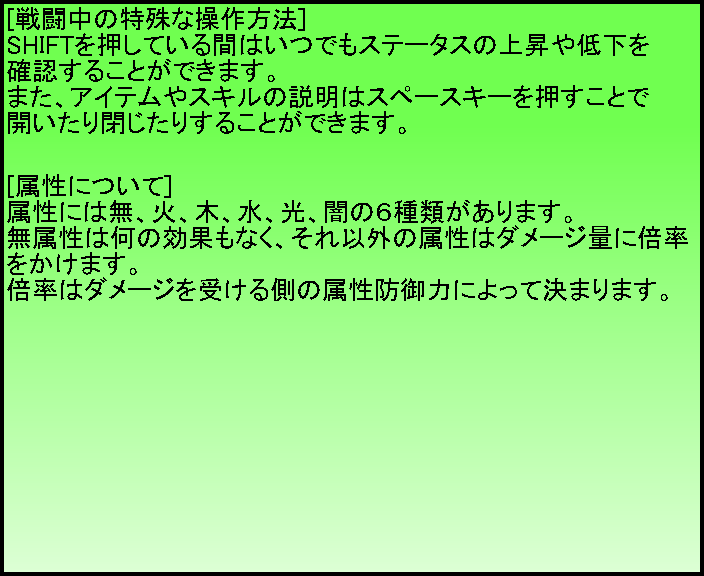 [戦闘中の特殊な操作方法]
SHIFTを押している間はいつでもステータスの上昇や低下を
確認することができます。
また、アイテムやスキルの説明はスペースキーを押すことで
開いたり閉じたりすることができます。
[属性について]
属性には無、火、木、水、光、闇の６種類があります。
無属性は何の効果もなく、それ以外の属性はダメージ量に倍率
をかけます。
倍率はダメージを受ける側の属性防御力によって決まります。